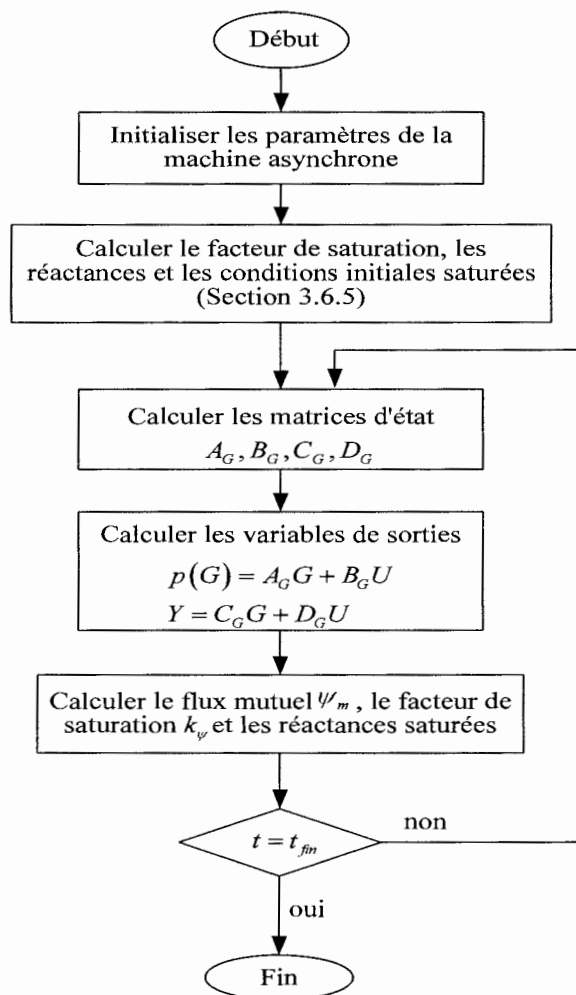 Début
Initialiser les paramètres de la
machine asynchrone
Calculer le facteur de saturation, les
réactances et les conditions initiales saturées
(Section 3.6.5)
Calculer les matrices d'état
A_G, B_G, C_G, D_G
Calculer les variables de sorties
p(G) = A_G G + B_G U
Y = C_G G + D_G U
Calculer le flux mutuel ψ_m, le facteur de
saturation k_ψ et les réactances saturées
t = t_fin
non
oui
Fin